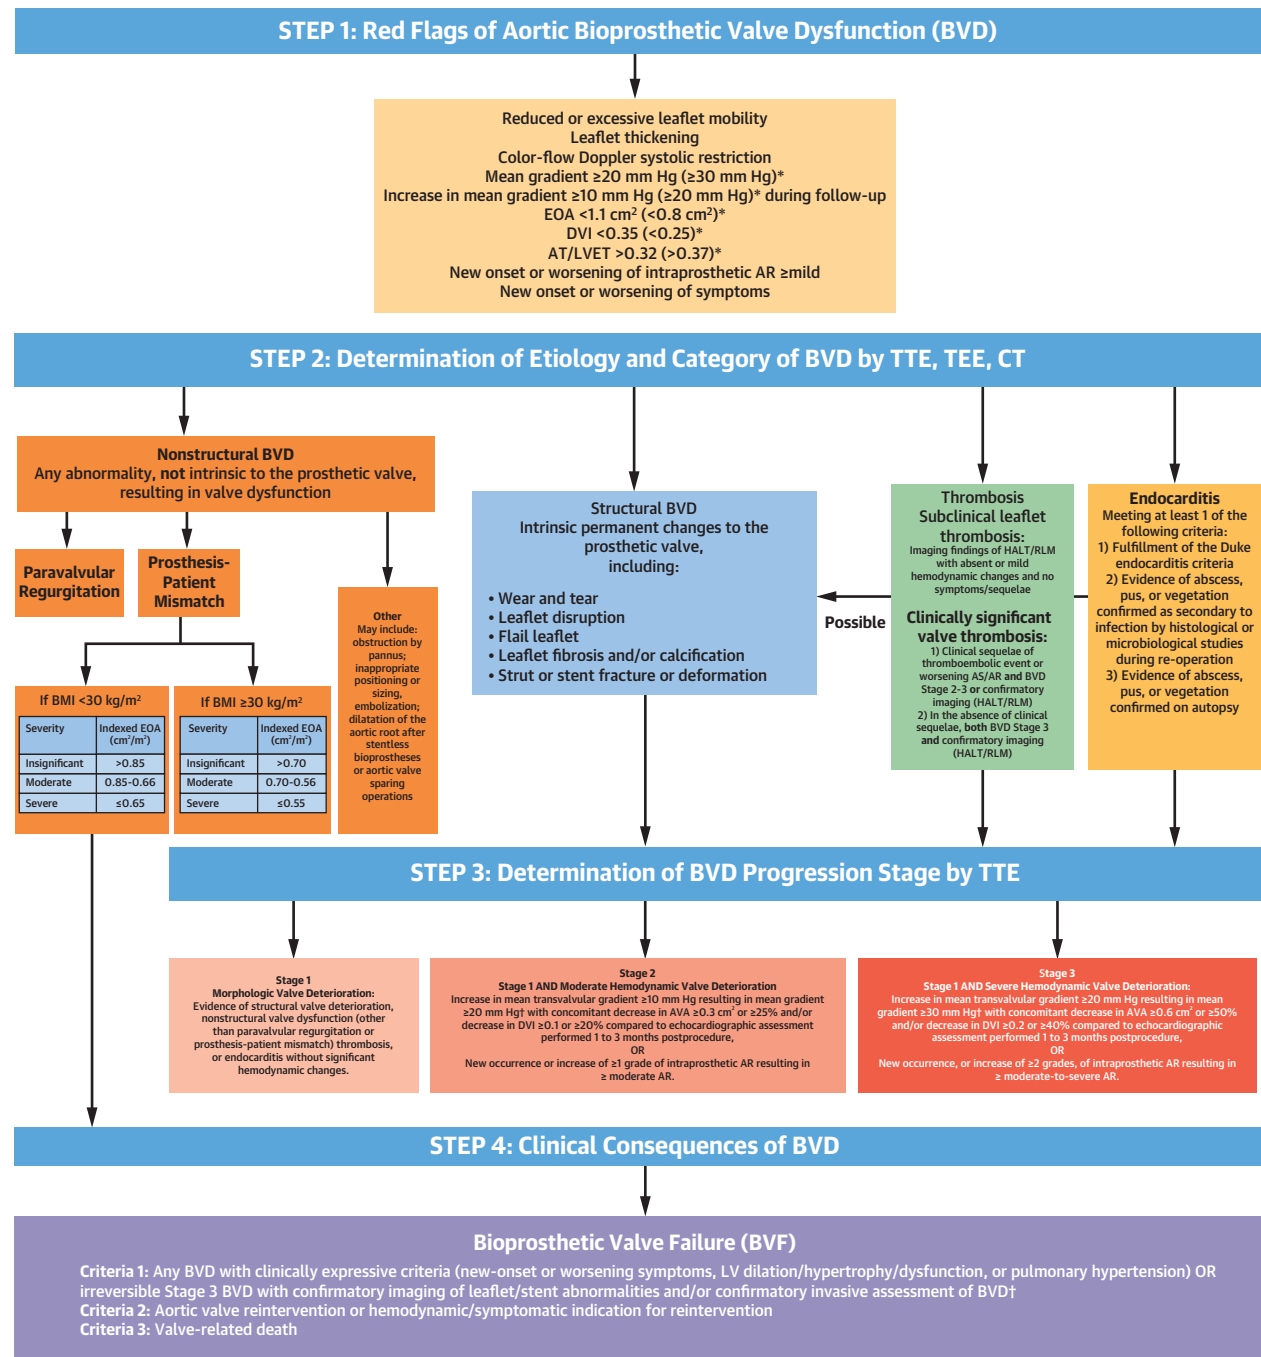 STEP 1: Red Flags of Aortic Bioprosthetic Valve Dysfunction (BVD)
Reduced or excessive leaflet mobility
Leaflet thickening
Color-flow Doppler systolic restriction
Mean gradient ≥20 mm Hg (≥30 mm Hg)*
Increase in mean gradient ≥10 mm Hg (≥20 mm Hg)* during follow-up
EOA <1.1 cm² (<0.8 cm²)*
DVI <0.35 (<0.25)*
AT/LVET >0.32 (>0.37)*
New onset or worsening of intraprosthetic AR ≥mild
New onset or worsening of symptoms
STEP 2: Determination of Etiology and Category of BVD by TTE, TEE, CT
Nonstructural BVD
Any abnormality, not intrinsic to the prosthetic valve,
resulting in valve dysfunction
Paravalvular
Regurgitation
Prosthesis-
Patient
Mismatch
If BMI <30 kg/m²
Severity Indexed EOA
(cm²/m²)
Insignificant >0.85
Moderate 0.85-0.66
Severe ≤0.65
If BMI ≥30 kg/m²
Severity Indexed EOA
(cm²/m²)
Insignificant >0.70
Moderate 0.70-0.56
Severe ≤0.55
Other
May include:
obstruction by
pannus;
inappropriate
positioning or
sizing,
embolization;
dilatation of the
aortic root after
stentless
bioprostheses
or aortic valve
sparing
operations
Structural BVD
Intrinsic permanent changes to the
prosthetic valve,
including:
• Wear and tear
• Leaflet disruption
• Flail leaflet
• Leaflet fibrosis and/or calcification
• Strut or stent fracture or deformation
Possible
Thrombosis
Subclinical leaflet
thrombosis:
Imaging findings of HALT/RLM
with absent or mild
hemodynamic changes and no
symptoms/sequelae
Clinically significant
valve thrombosis:
1) Clinical sequelae of
thromboembolic event or
worsening AS/AR and BVD
Stage 2-3 or confirmatory
imaging (HALT/RLM)
2) In the absence of clinical
sequelae, both BVD Stage 3
and confirmatory imaging
(HALT/RLM)
Endocarditis
Meeting at least 1 of the
following criteria:
1) Fulfillment of the Duke
endocarditis criteria
2) Evidence of abscess,
pus, or vegetation
confirmed as secondary to
infection by histological or
microbiological studies
during re-operation
3) Evidence of abscess,
pus, or vegetation
confirmed on autopsy
STEP 3: Determination of BVD Progression Stage by TTE
Stage 1
Morphologic Valve Deterioration:
Evidence of structural valve deterioration,
nonstructural valve dysfunction (other
than paravalvular regurgitation or
prosthesis-patient mismatch) thrombosis,
or endocarditis without significant
hemodynamic changes.
Stage 2
Stage 1 AND Moderate Hemodynamic Valve Deterioration
Increase in mean transvalvular gradient ≥10 mm Hg resulting in mean gradient
≥20 mm Hg† with concomitant decrease in AVA ≥0.3 cm² or ≥25% and/or
decrease in DVI ≥0.1 or ≥20% compared to echocardiographic assessment
performed 1 to 3 months postprocedure,
OR
New occurrence or increase of ≥1 grade of intraprosthetic AR resulting in
≥ moderate AR.
Stage 3
Stage 1 AND Severe Hemodynamic Valve Deterioration:
Increase in mean transvalvular gradient ≥20 mm Hg resulting in mean
gradient ≥30 mm Hg† with concomitant decrease in AVA ≥0.6 cm² or ≥50%
and/or decrease in DVI ≥0.2 or ≥40% compared to echocardiographic
assessment performed 1 to 3 months postprocedure,
OR
New occurrence, or increase of ≥2 grades, of intraprosthetic AR resulting in
≥ moderate-to-severe AR.
STEP 4: Clinical Consequences of BVD
Bioprosthetic Valve Failure (BVF)
Criteria 1: Any BVD with clinically expressive criteria (new-onset or worsening symptoms, LV dilation/hypertrophy/dysfunction, or pulmonary hypertension) OR
irreversible Stage 3 BVD with confirmatory imaging of leaflet/stent abnormalities and/or confirmatory invasive assessment of BVD†
Criteria 2: Aortic valve reintervention or hemodynamic/symptomatic indication for reintervention
Criteria 3: Valve-related death